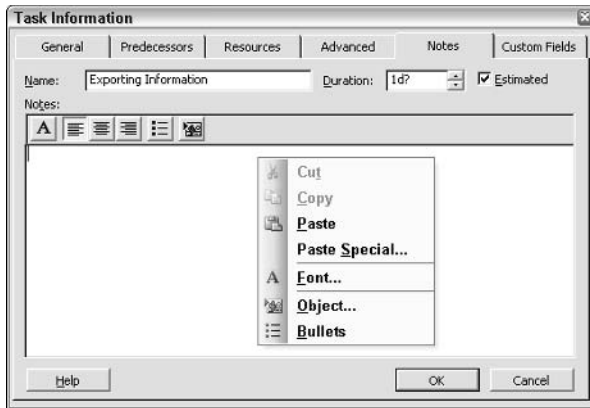 Task Information
General Predecessors Resources Advanced Notes Custom Fields
Name: Exporting Information Duration: 1d? Estimated
Notes:
A
Cut
Copy
Paste
Paste Special...
A Font...
Object...
Bullets
Help OK Cancel